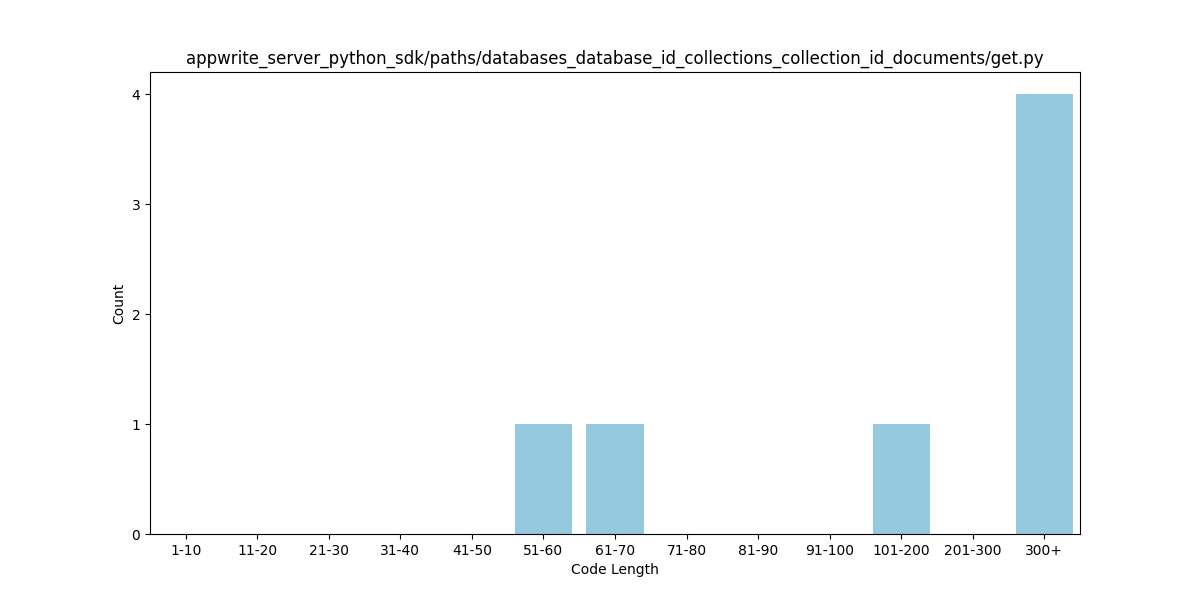 appwrite_server_python_sdk/paths/databases_database_id_collections_collection_id_documents/get.py
4
3
2
1
0
Count
1-10 11-20 21-30 31-40 41-50 51-60 61-70 71-80 81-90 91-100 101-200 201-300 300+
Code Length